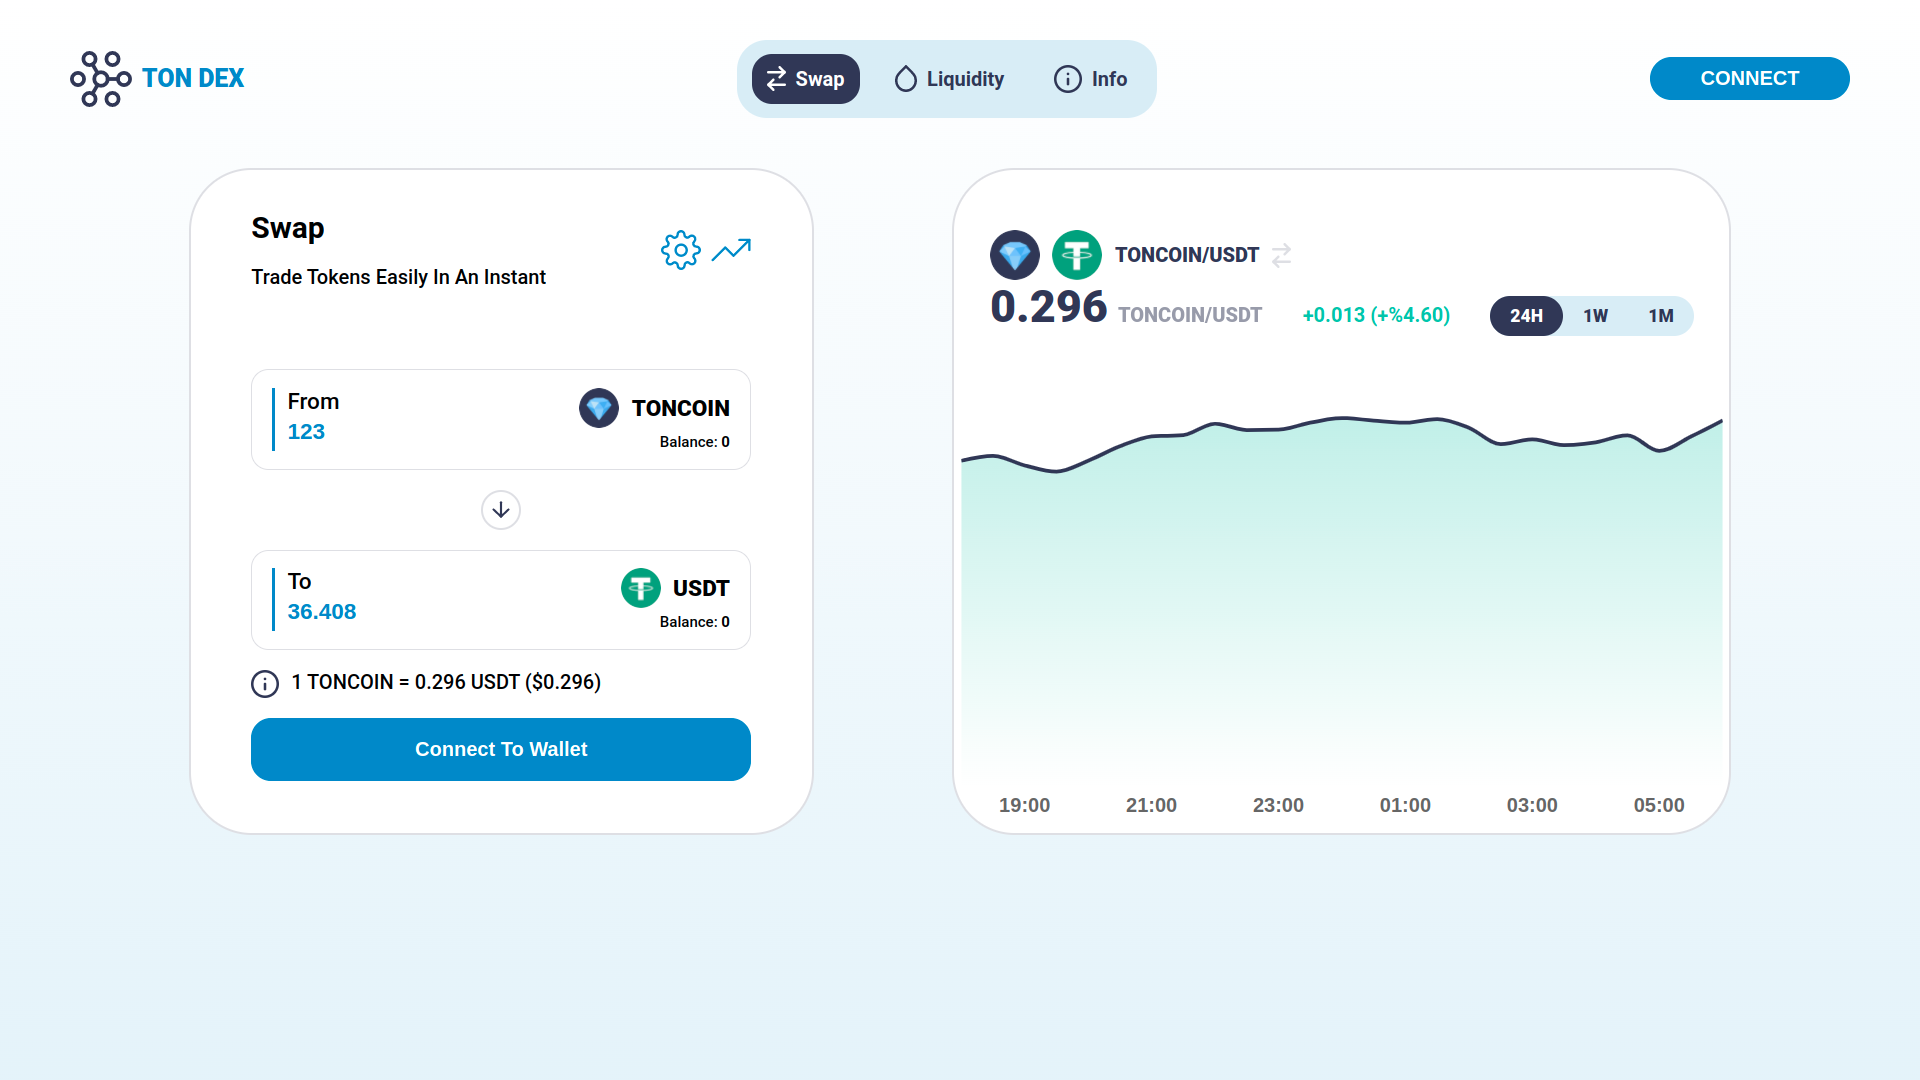 TON DEX
Swap
Liquidity
Info
CONNECT
Swap
Trade Tokens Easily In An Instant
From
123
TONCOIN
Balance: 0
To
36.408
USDT
Balance: 0
1 TONCOIN = 0.296 USDT ($0.296)
Connect To Wallet
TONCOIN/USDT
0.296 TONCOIN/USDT
+0.013 (+%4.60)
24H 1W 1M
19:00 21:00 23:00 01:00 03:00 05:00